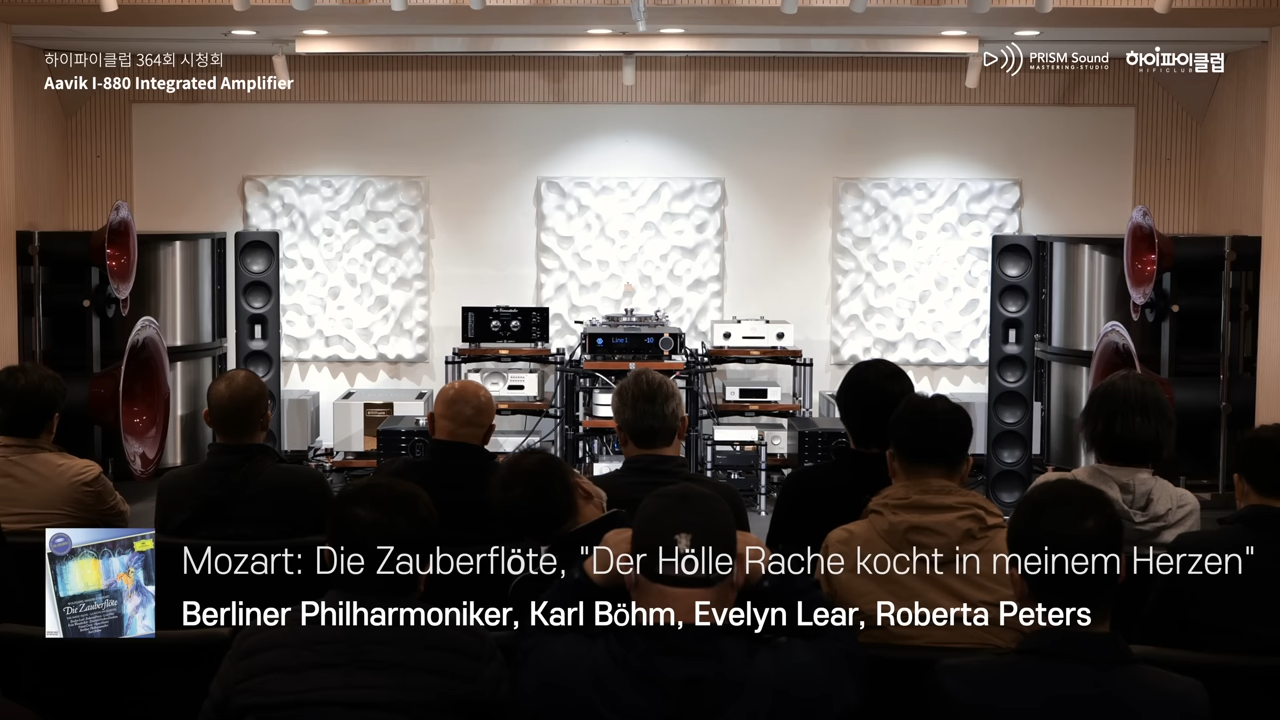 하이파이클럽 364회 시청회
Aavik I-880 Integrated Amplifier
PRISM Sound
MASTERING·STUDIO
하이파이클럽
HIFICLUB
Line 1 -10
Die Zauberflöte
Mozart: Die Zauberflöte, "Der Hölle Rache kocht in meinem Herzen"
Berliner Philharmoniker, Karl Böhm, Evelyn Lear, Roberta Peters